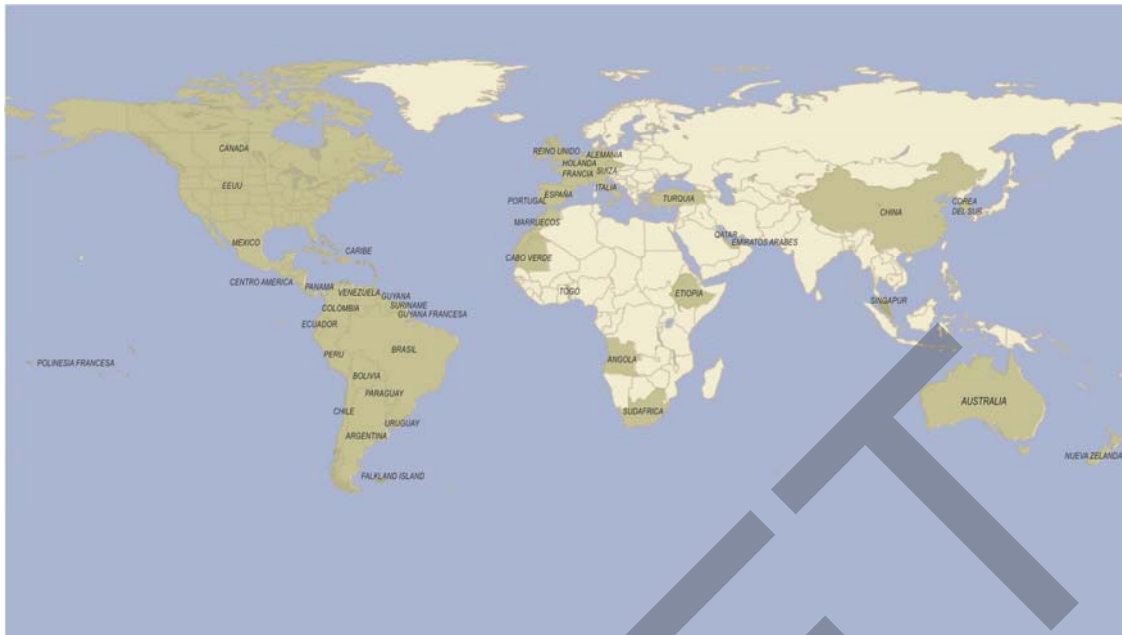 CANADA
EEUU
MEXICO
CARIBE
CENTRO AMERICA
PANAMA
VENEZUELA
GUYANA
SURINAME
GUYANA FRANCESA
COLOMBIA
ECUADOR
PERU
BRASIL
BOLIVIA
PARAGUAY
CHILE
URUGUAY
ARGENTINA
FALKLAND ISLAND
POLINESIA FRANCESA
REINO UNIDO
ALEMANIA
HOLANDA
FRANCIA
SUIZA
ITALIA
ESPAÑA
PORTUGAL
MARRUECOS
TURQUIA
CABO VERDE
TOGO
ETIOPIA
ANGOLA
SUDAFRICA
QATAR
EMIRATOS ARABES
CHINA
COREA
DEL SUR
SINGAPUR
AUSTRALIA
NUEVA ZELANDA